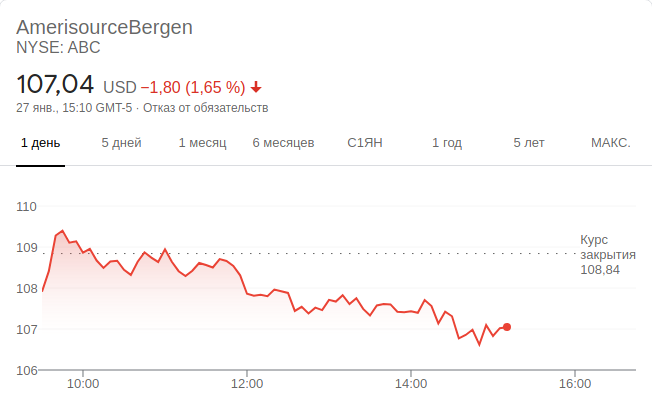 AmerisourceBergen
NYSE: ABC
107,04 USD −1,80 (1,65 %)
27 янв., 15:10 GMT-5 · Отказ от обязательств
1 день 5 дней 1 месяц 6 месяцев С1ЯН 1 год 5 лет МАКС.
110
109
108
107
106
Курс
закрытия
108,84
10:00 12:00 14:00 16:00